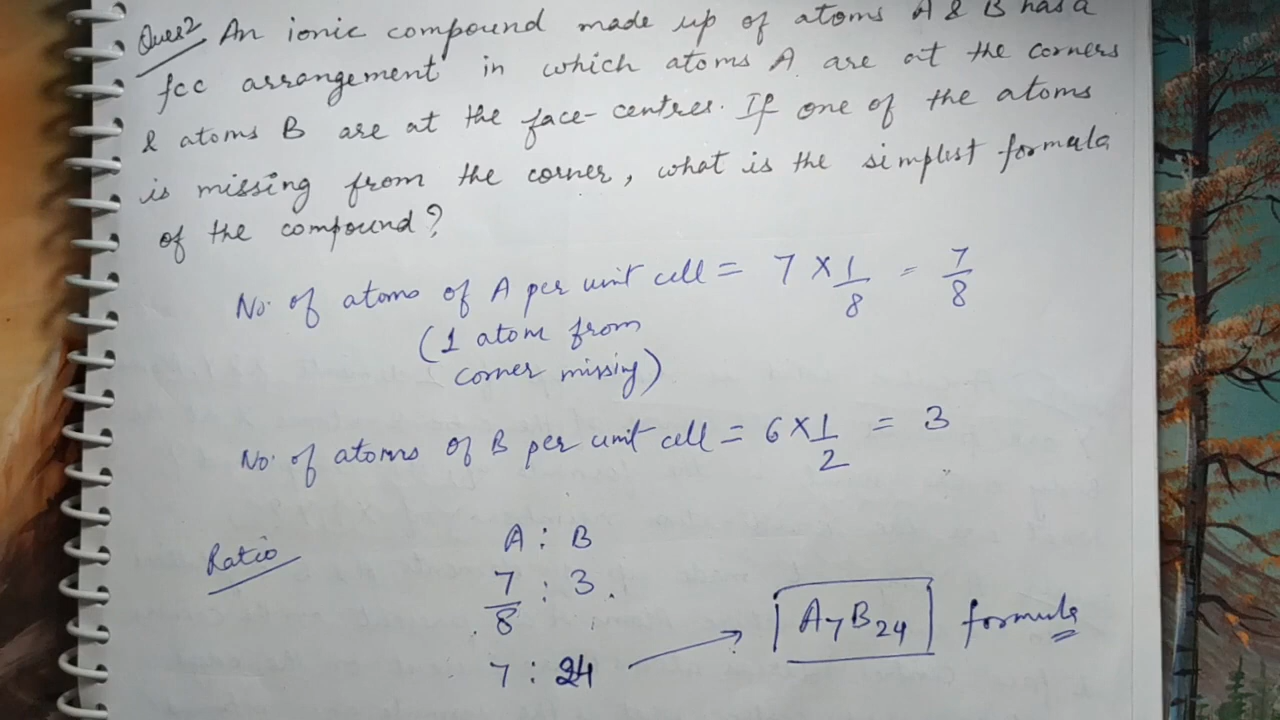 Ques2 An ionic compound made up of atoms A & B has a
fcc arrangement in which atoms A are at the corners
& atoms B are at the face-centres. If one of the atoms
is missing from the corner, what is the simplest formula
of the compound?
No. of atoms of A per unit cell = 7 × 1/8 = 7/8
(1 atom from
corner missing)
No. of atoms of B per unit cell = 6 × 1/2 = 3
Ratio
A : B
7/8 : 3.
7 : 24 → A7B24 formula